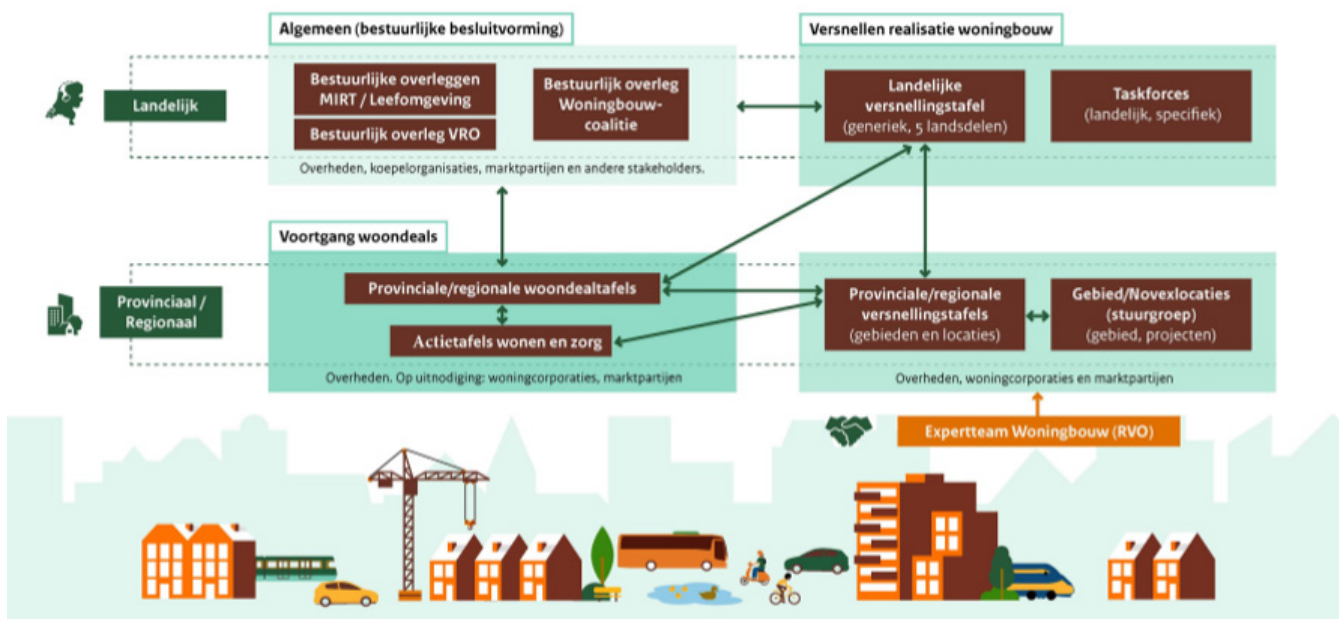 Algemeen (bestuurlijke besluitvorming)
Versnellen realisatie woningbouw
Landelijk
Bestuurlijke overleggen
MIRT / Leefomgeving
Bestuurlijk overleg VRO
Bestuurlijk overleg
Woningbouw-
coalitie
Landelijke
versnellingstafel
(generiek, 5 landsdelen)
Taskforces
(landelijk, specifiek)
Overheden, koepelorganisaties, marktpartijen en andere stakeholders.
Voortgang woondeals
Provinciaal /
Regionaal
Provinciale/regionale woondealtafels
Actietafels wonen en zorg
Overheden. Op uitnodiging: woningcorporaties, marktpartijen
Provinciale/regionale
versnellingstafels
(gebieden en locaties)
Gebied/Novexlocaties
(stuurgroep)
(gebied, projecten)
Overheden, woningcorporaties en marktpartijen
Expertteam Woningbouw (RVO)